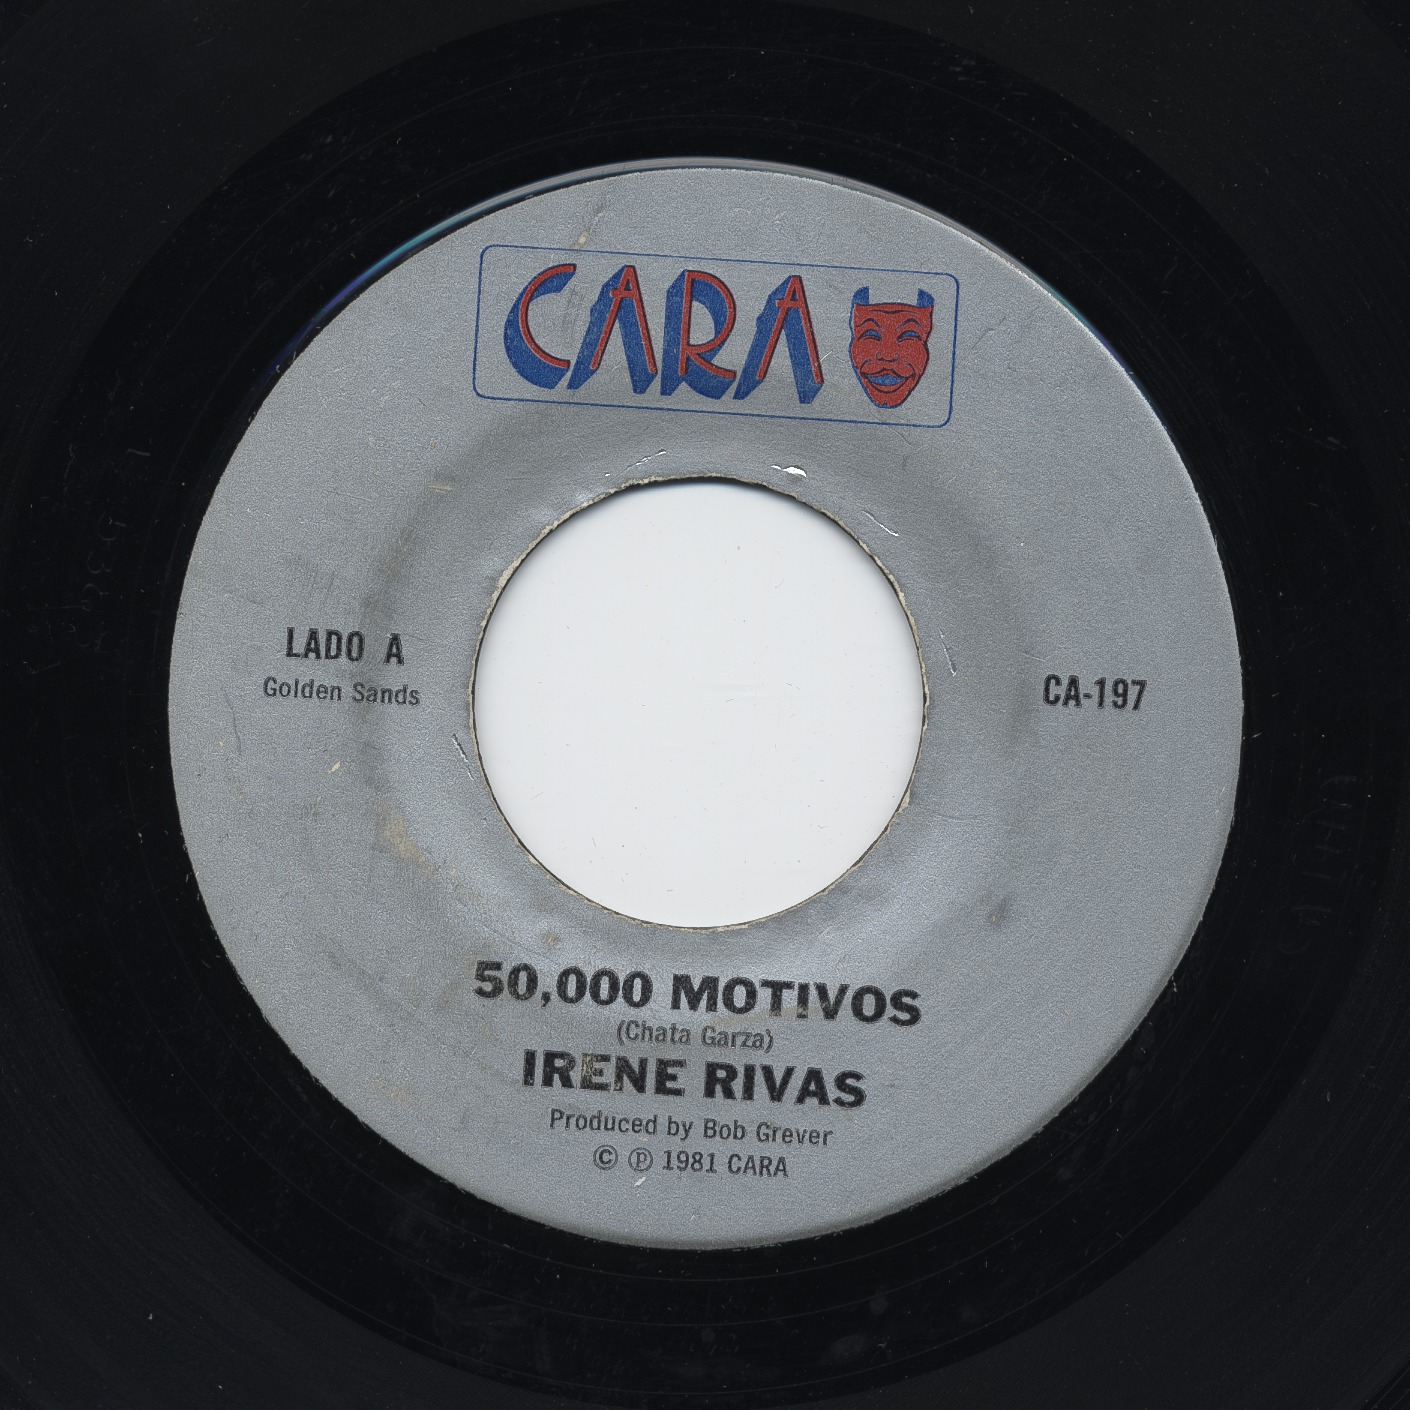 CARA
LADO A
Golden Sands
CA-197
50,000 MOTIVOS
(Chata Garza)
IRENE RIVAS
Produced by Bob Grever
© ℗ 1981 CARA